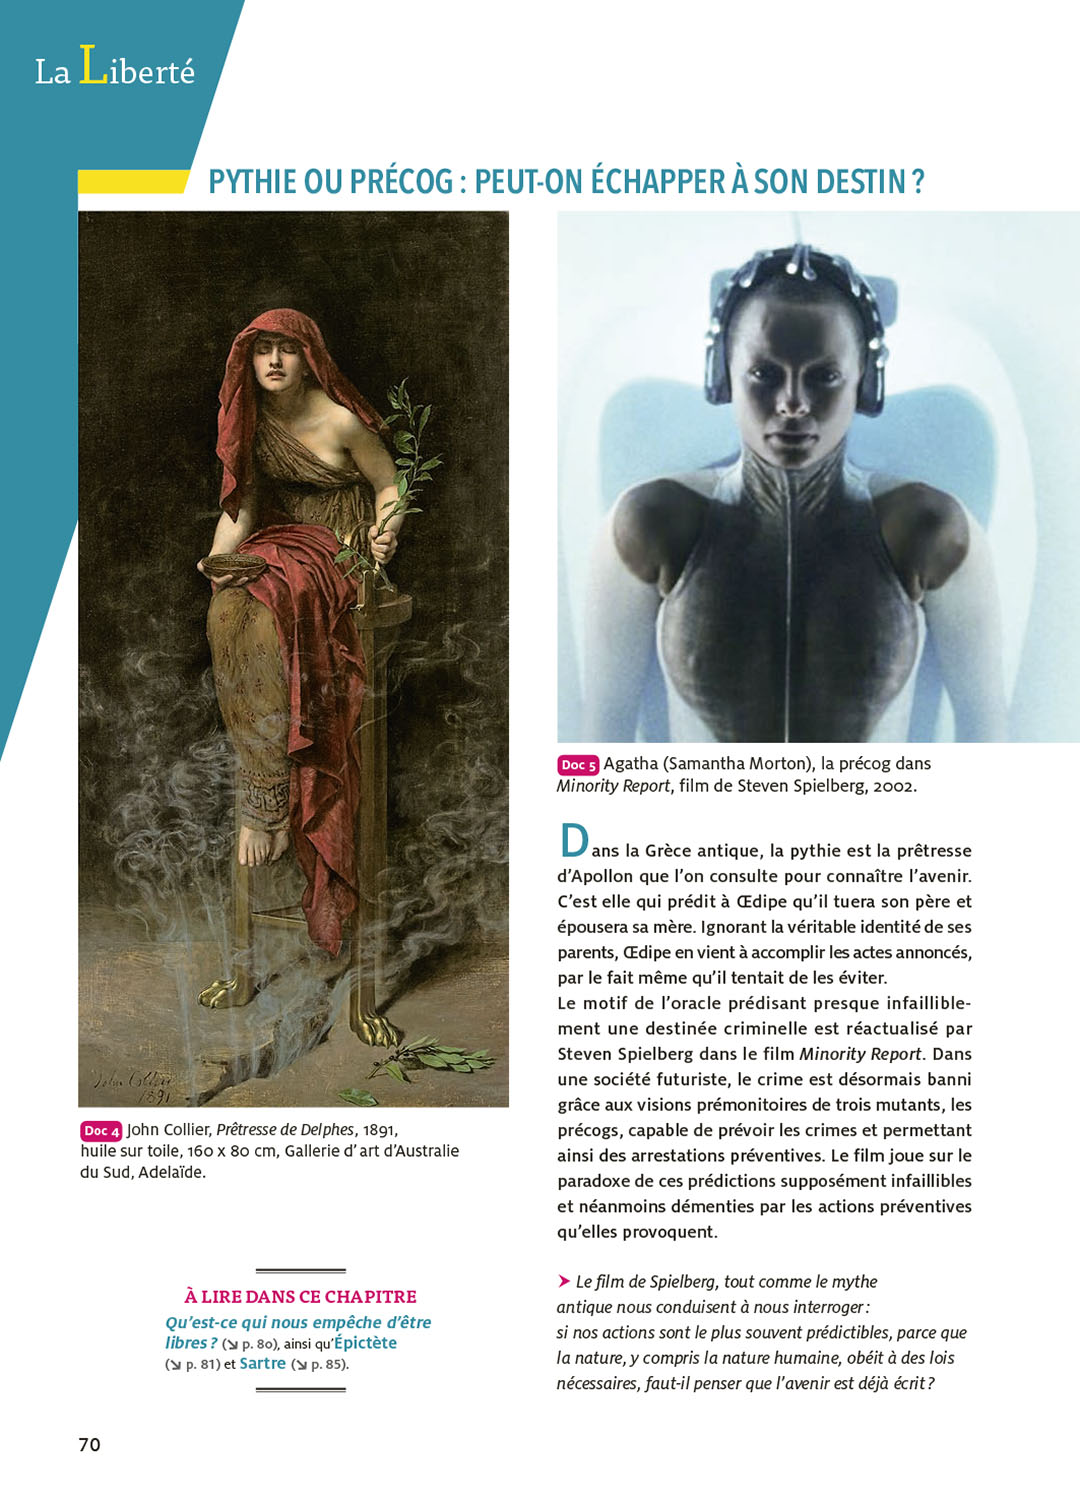 La Liberté
PYTHIE OU PRÉCOG : PEUT-ON ÉCHAPPER À SON DESTIN ?
John Collier
1891
Doc 4 John Collier, Prêtresse de Delphes, 1891,
huile sur toile, 160 x 80 cm, Gallerie d'art d'Australie
du Sud, Adelaïde.
À LIRE DANS CE CHAPITRE
Qu'est-ce qui nous empêche d'être
libres ? (↘ p. 80), ainsi qu'Épictète
(↘ p. 81) et Sartre (↘ p. 85).
Doc 5 Agatha (Samantha Morton), la précog dans
Minority Report, film de Steven Spielberg, 2002.
Dans la Grèce antique, la pythie est la prêtresse
d'Apollon que l'on consulte pour connaître l'avenir.
C'est elle qui prédit à Œdipe qu'il tuera son père et
épousera sa mère. Ignorant la véritable identité de ses
parents, Œdipe en vient à accomplir les actes annoncés,
par le fait même qu'il tentait de les éviter.
Le motif de l'oracle prédisant presque infaillible-
ment une destinée criminelle est réactualisé par
Steven Spielberg dans le film Minority Report. Dans
une société futuriste, le crime est désormais banni
grâce aux visions prémonitoires de trois mutants, les
précogs, capable de prévoir les crimes et permettant
ainsi des arrestations préventives. Le film joue sur le
paradoxe de ces prédictions supposément infaillibles
et néanmoins démenties par les actions préventives
qu'elles provoquent.
➤ Le film de Spielberg, tout comme le mythe
antique nous conduisent à nous interroger :
si nos actions sont le plus souvent prédictibles, parce que
la nature, y compris la nature humaine, obéit à des lois
nécessaires, faut-il penser que l'avenir est déjà écrit ?
70